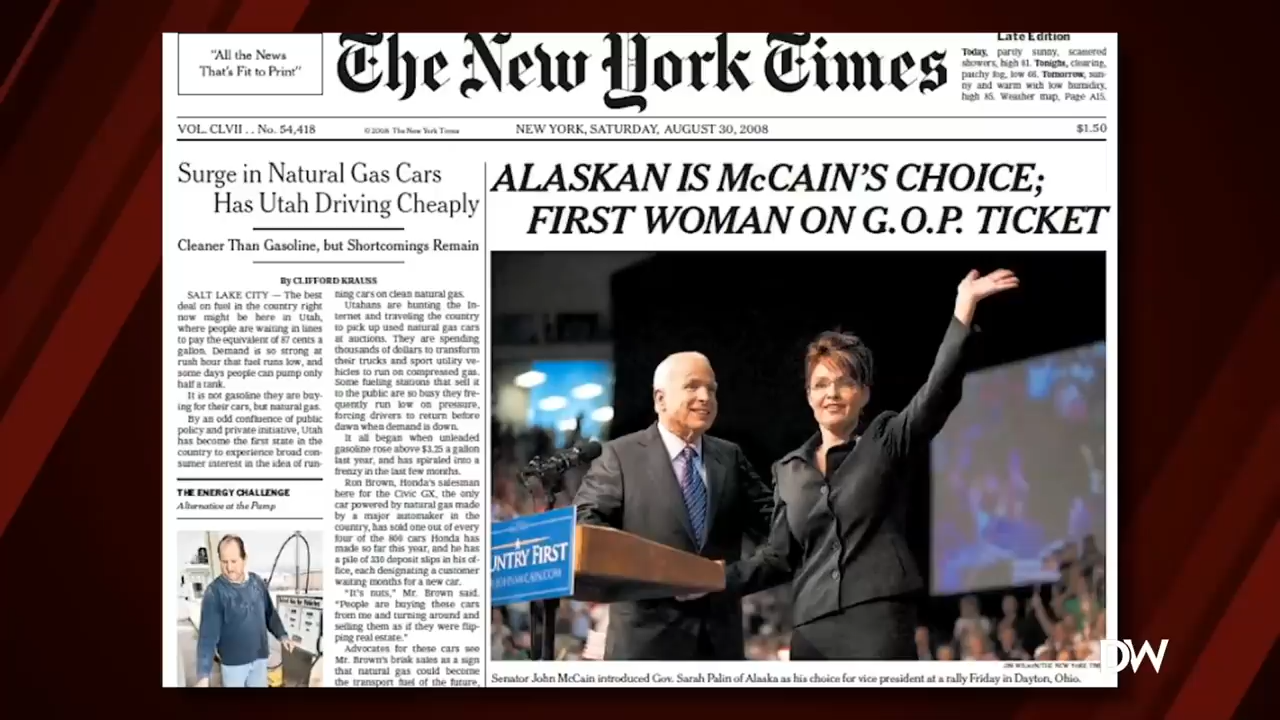 "All the News
That's Fit to Print"
The New York Times
Late Edition
Today, partly sunny, scattered
showers, high 81. Tonight, clearing,
patchy fog, low 66. Tomorrow, sun-
ny and warm with low humidity,
high 85. Weather map, Page A15.
VOL. CLVII . . No. 54,418
© 2008 The New York Times
NEW YORK, SATURDAY, AUGUST 30, 2008
$1.50
Surge in Natural Gas Cars
Has Utah Driving Cheaply
Cleaner Than Gasoline, but Shortcomings Remain
By CLIFFORD KRAUSS
SALT LAKE CITY — The best
deal on fuel in the country right
now might be here in Utah,
where people are waiting in lines
to pay the equivalent of 87 cents a
gallon. Demand is so strong at
rush hour that fuel runs low, and
some days people can pump only
half a tank.
It is not gasoline they are buy-
ing for their cars, but natural gas.
By an odd confluence of public
policy and private initiative, Utah
has become the first state in the
country to experience broad con-
sumer interest in the idea of run-
THE ENERGY CHALLENGE
Alternative at the Pump
ning cars on clean natural gas.
Utahans are hunting the In-
ternet and traveling the country
to pick up used natural gas cars
at auctions. They are spending
thousands of dollars to transform
their trucks and sport utility ve-
hicles to run on compressed gas.
Some fueling stations that sell it
to the public are so busy they fre-
quently run low on pressure,
forcing drivers to return before
dawn when demand is down.
It all began when unleaded
gasoline rose above $3.25 a gallon
last year, and has spiraled into a
frenzy in the last few months.
Ron Brown, Honda's salesman
here for the Civic GX, the only
car powered by natural gas made
by a major automaker in the
country, has sold one out of every
four of the 800 cars Honda has
made so far this year, and he has
a pile of 330 deposit slips in his of-
fice, each designating a customer
waiting months for a new car.
"It's nuts," Mr. Brown said.
"People are buying these cars
from me and turning around and
selling them as if they were flip-
ping real estate."
Advocates for these cars see
Mr. Brown's brisk sales as a sign
that natural gas could become
the transport fuel of the future,
ALASKAN IS McCAIN'S CHOICE;
FIRST WOMAN ON G.O.P. TICKET
UNTRY FIRST
JOHNMCCAIN.COM
Senator John McCain introduced Gov. Sarah Palin of Alaska as his choice for vice president at a rally Friday in Dayton, Ohio.
DW